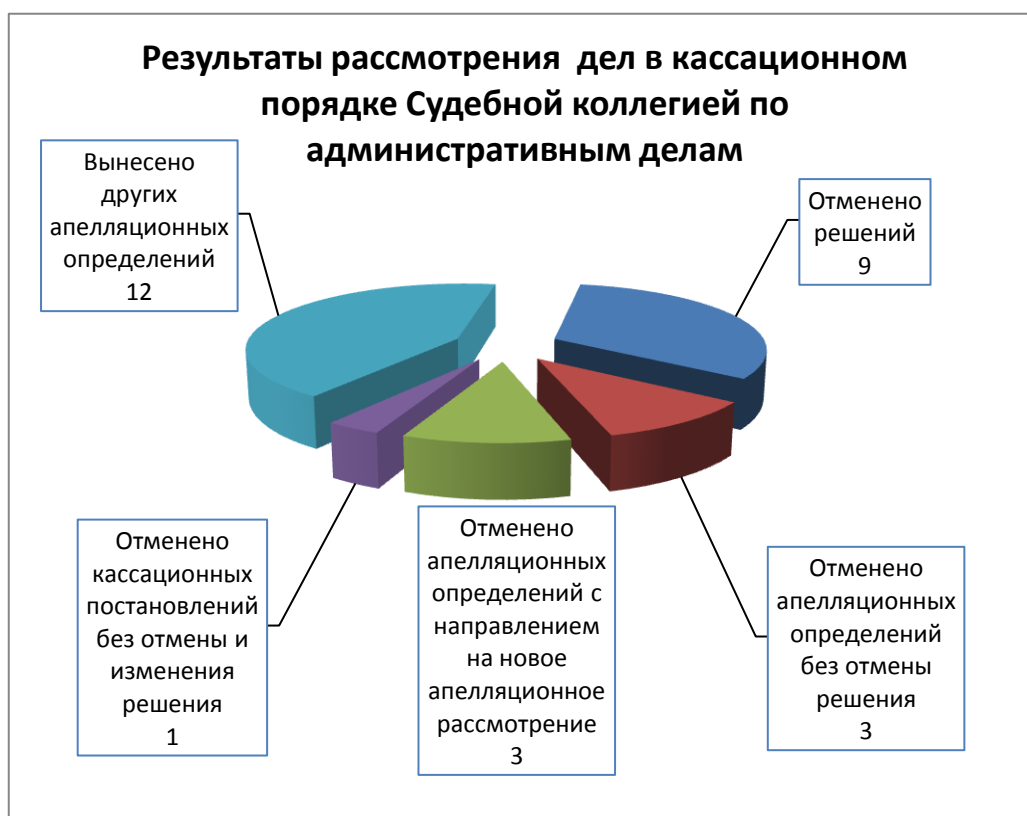 Результаты рассмотрения дел в кассационном
порядке Судебной коллегией по
административным делам
Вынесено
других
апелляционных
определений
12
Отменено
решений
9
Отменено
кассационных
постановлений
без отмены и
изменения
решения
1
Отменено
апелляционных
определений с
направлением
на новое
апелляционное
рассмотрение
3
Отменено
апелляционных
определений
без отмены
решения
3